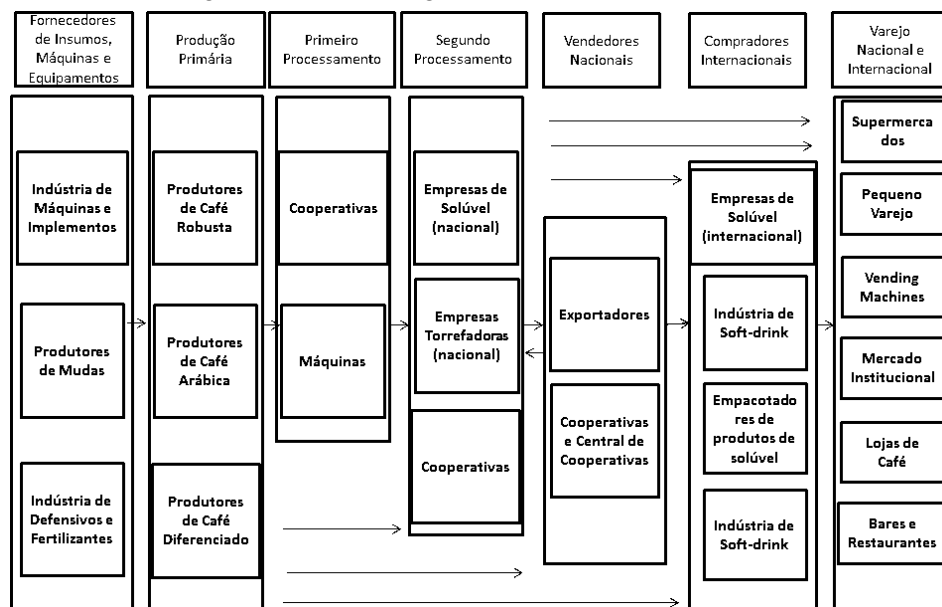 Fornecedores
de Insumos,
Máquinas e
Equipamentos
Produção
Primária
Primeiro
Processamento
Segundo
Processamento
Vendedores
Nacionais
Compradores
Internacionais
Varejo
Nacional e
Internacional
Indústria de
Máquinas e
Implementos
Produtores
de Mudas
Indústria de
Defensivos e
Fertilizantes
Produtores
de Café
Robusta
Produtores
de Café
Arábica
Produtores
de Café
Diferenciado
Cooperativas
Máquinas
Empresas de
Solúvel
(nacional)
Empresas
Torrefadoras
(nacional)
Cooperativas
Exportadores
Cooperativas
e Central de
Cooperativas
Empresas de
Solúvel
(internacional)
Indústria de
Soft-drink
Empacotado
res de
produtos de
solúvel
Indústria de
Soft-drink
Supermerca
dos
Pequeno
Varejo
Vending
Machines
Mercado
Institucional
Lojas de
Café
Bares e
Restaurantes